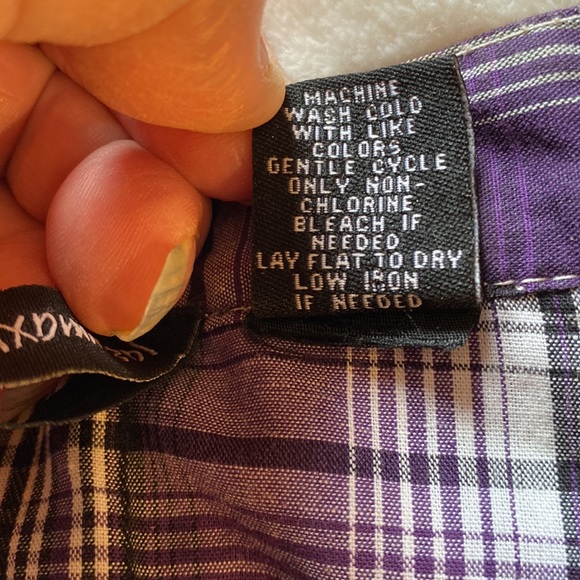 MACHINE
WASH COLD
WITH LIKE
COLORS
GENTLE CYCLE
ONLY NON-
CHLORINE
BLEACH IF
NEEDED
LAY FLAT TO DRY
LOW IRON
IF NEEDED